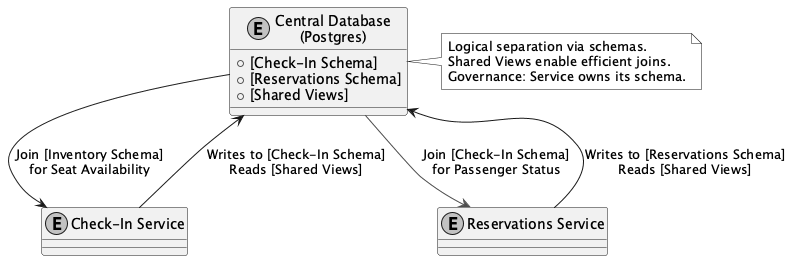 E
Central Database
(Postgres)
[Check-In Schema]
[Reservations Schema]
[Shared Views]
Logical separation via schemas.
Shared Views enable efficient joins.
Governance: Service owns its schema.
Join [Inventory Schema]
for Seat Availability
Writes to [Check-In Schema]
Reads [Shared Views]
Join [Check-In Schema]
for Passenger Status
Writes to [Reservations Schema]
Reads [Shared Views]
E Check-In Service
E Reservations Service